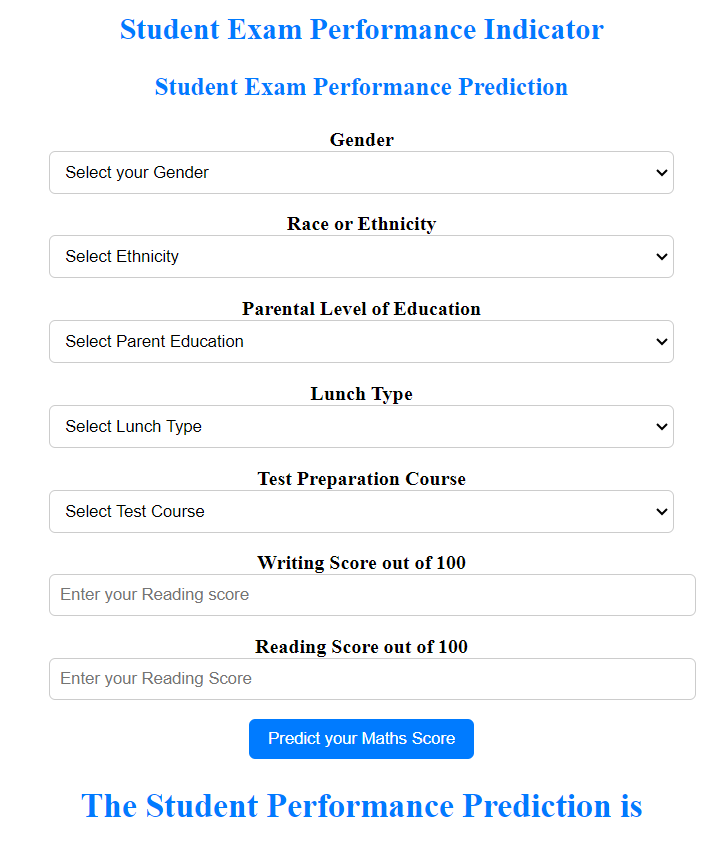 Student Exam Performance Indicator
Student Exam Performance Prediction
Gender
Select your Gender
Race or Ethnicity
Select Ethnicity
Parental Level of Education
Select Parent Education
Lunch Type
Select Lunch Type
Test Preparation Course
Select Test Course
Writing Score out of 100
Enter your Reading score
Reading Score out of 100
Enter your Reading Score
Predict your Maths Score
The Student Performance Prediction is